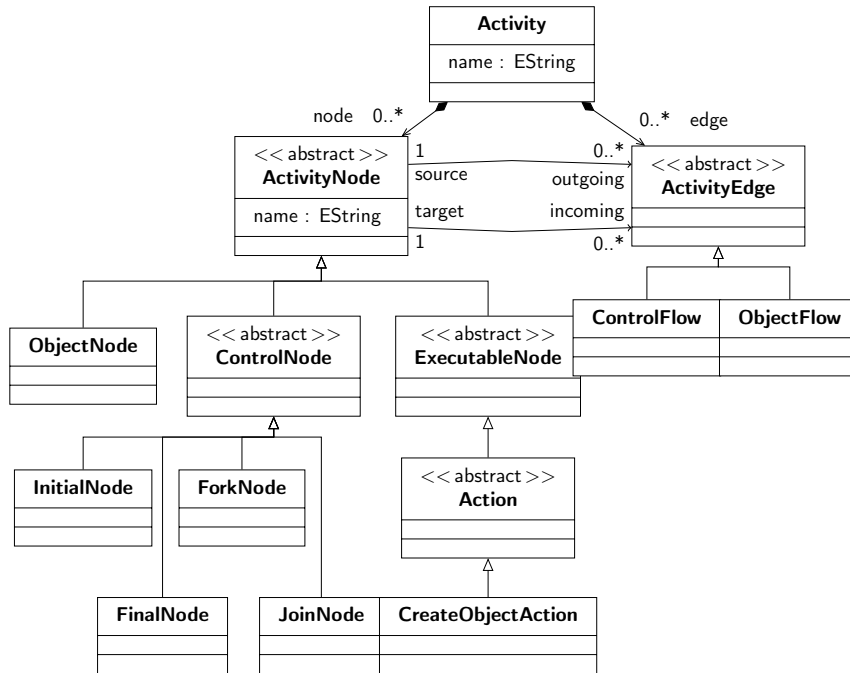 Activity
name : EString
node 0..*
0..* edge
<< abstract >>
ActivityNode
name : EString
1
source
target
1
0..*
outgoing
incoming
0..*
<< abstract >>
ActivityEdge
ObjectNode
<< abstract >>
ControlNode
<< abstract >>
ExecutableNode
ControlFlow
ObjectFlow
InitialNode
ForkNode
<< abstract >>
Action
FinalNode
JoinNode
CreateObjectAction